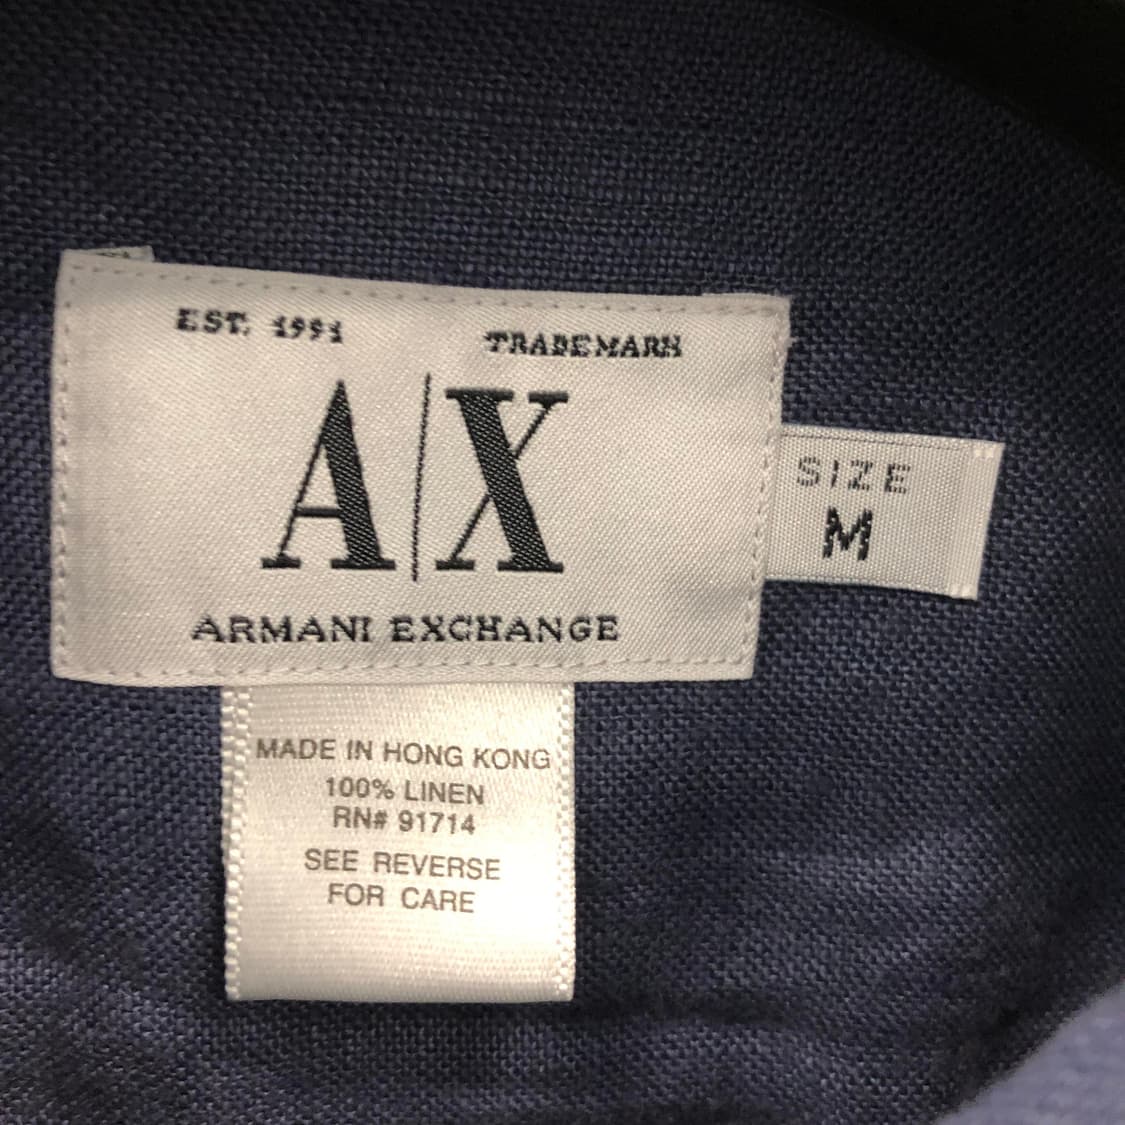 EST. 1991 TRADEMARK
A|X
ARMANI EXCHANGE
SIZE
M
MADE IN HONG KONG
100% LINEN
RN# 91714
SEE REVERSE
FOR CARE